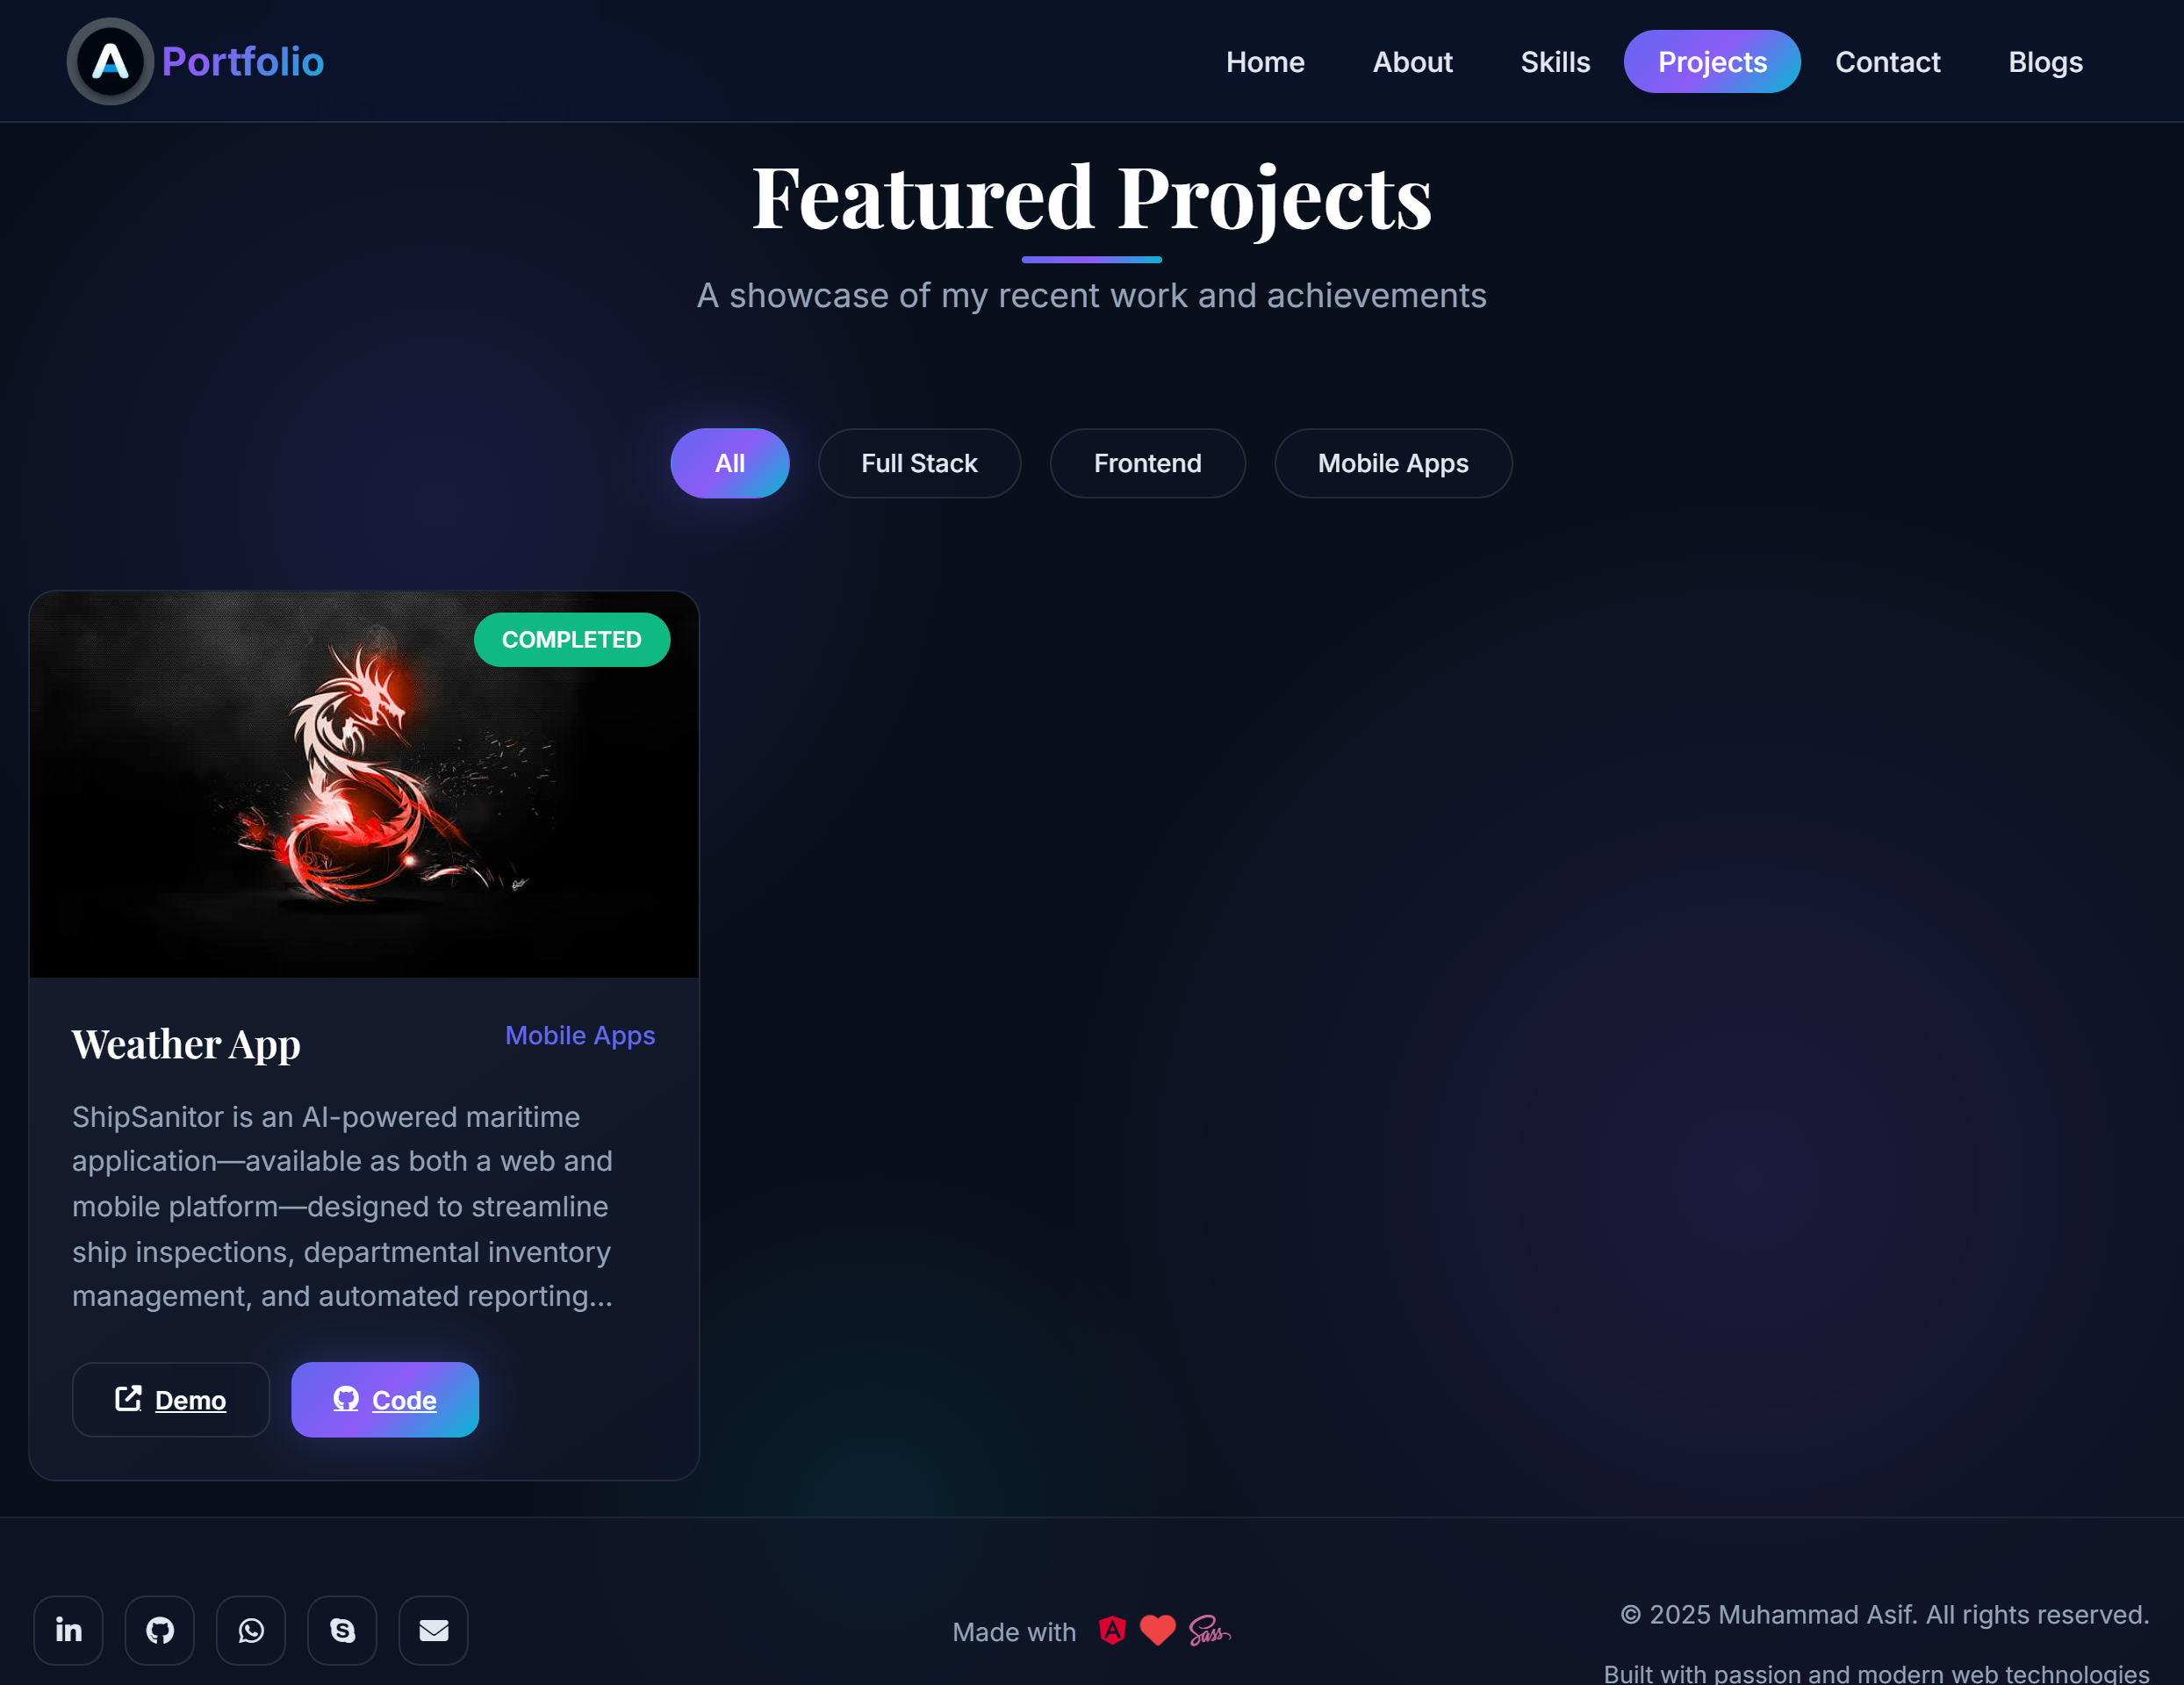 A Portfolio
Home About Skills Projects Contact Blogs
Featured Projects
A showcase of my recent work and achievements
All Full Stack Frontend Mobile Apps
COMPLETED
Weather App
Mobile Apps
ShipSanitor is an AI-powered maritime
application—available as both a web and
mobile platform—designed to streamline
ship inspections, departmental inventory
management, and automated reporting...
Demo Code
Made with
Sass
© 2025 Muhammad Asif. All rights reserved.
Built with passion and modern web technologies